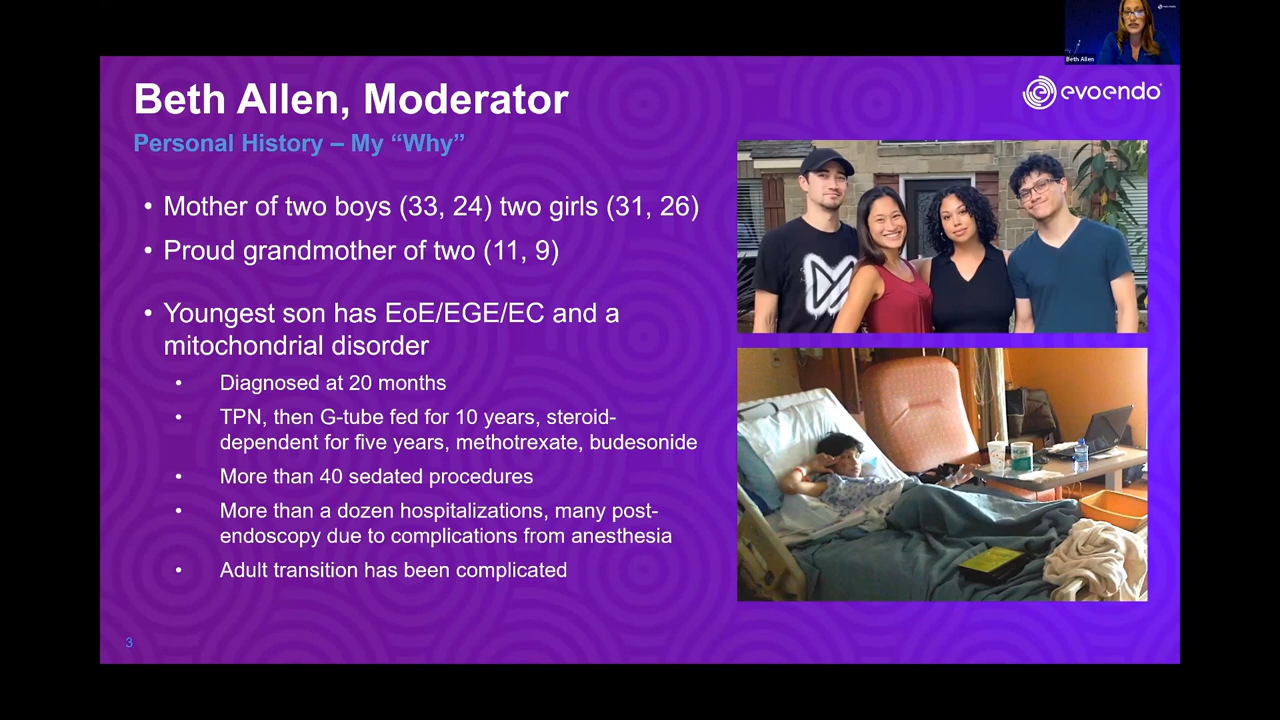 Beth Allen
Beth Allen, Moderator
evoendo
Personal History – My “Why”
• Mother of two boys (33, 24) two girls (31, 26)
• Proud grandmother of two (11, 9)
• Youngest son has EoE/EGE/EC and a
mitochondrial disorder
• Diagnosed at 20 months
• TPN, then G-tube fed for 10 years, steroid-
dependent for five years, methotrexate, budesonide
• More than 40 sedated procedures
• More than a dozen hospitalizations, many post-
endoscopy due to complications from anesthesia
• Adult transition has been complicated
3